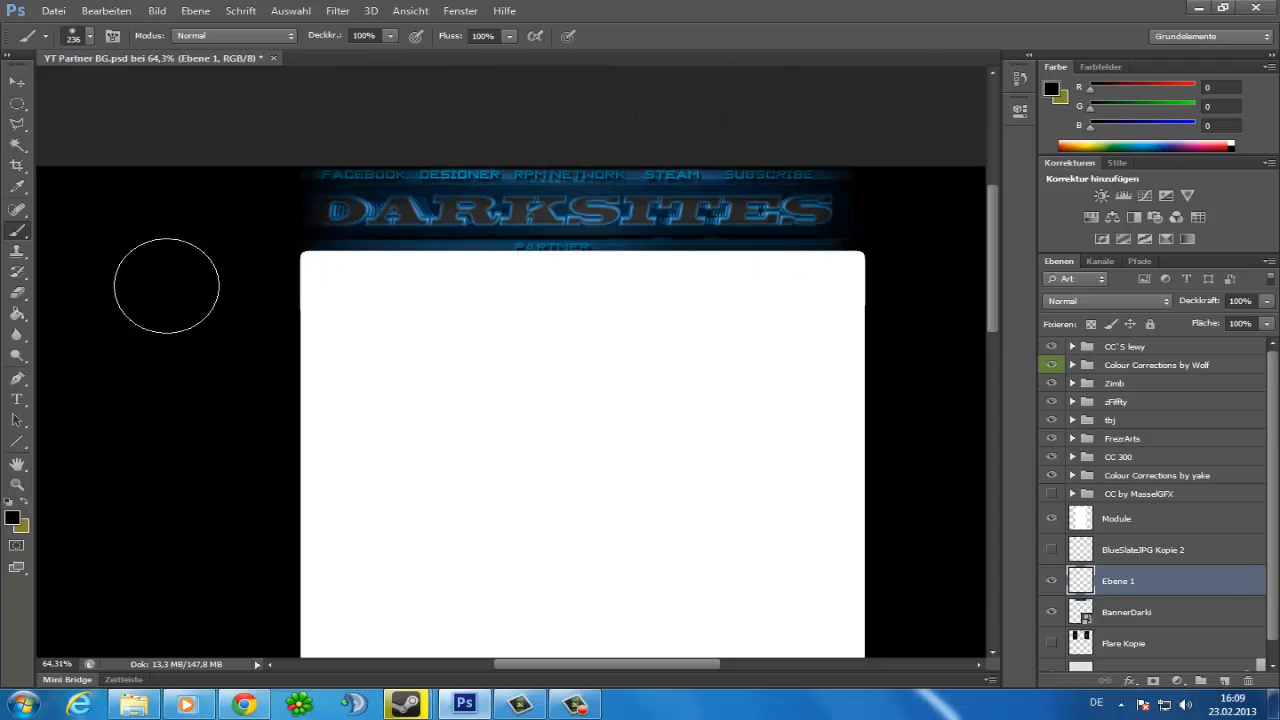 Ps Datei Bearbeiten Bild Ebene Schrift Auswahl Filter 3D Ansicht Fenster Hilfe
236 Modus: Normal Deckkr.: 100% Fluss: 100% Grundelemente
YT Partner BG.psd bei 64,3% (Ebene 1, RGB/8) * ×
Farbe Farbfelder
R 0
G 0
B 0
Korrekturen Stile
Korrektur hinzufügen
Ebenen Kanäle Pfade
Art
Normal Deckkraft: 100%
Fixieren: Fläche: 100%
CC`S lewy
Colour Corrections by Wolf
Zimb
zFiffty
tbj
FrezrArts
CC 300
Colour Corrections by yake
CC by MasselGFX
Module
BlueSlateJPG Kopie 2
Ebene 1
BannerDarki
Flare Kopie
FACEBOOK DESIGNER RPM NETWORK STEAM SUBSCRIBE
DARKSITES
PARTNER
64,31% Dok: 13,3 MB/147,8 MB
Mini Bridge Zeitleiste
Ps DE 16:09
23.02.2013